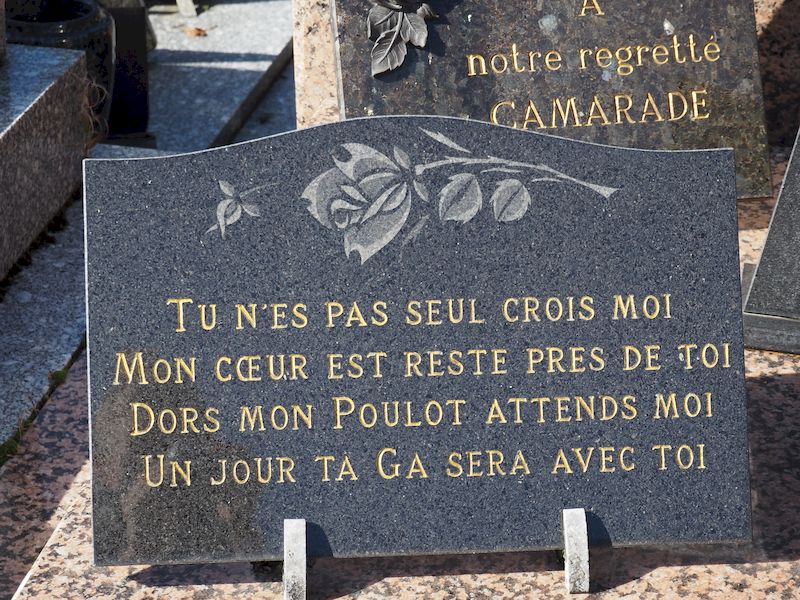 A
notre regretté
CAMARADE
TU N'ES PAS SEUL CROIS MOI
MON CŒUR EST RESTE PRES DE TOI
DORS MON POULOT ATTENDS MOI
UN JOUR TA GA SERA AVEC TOI